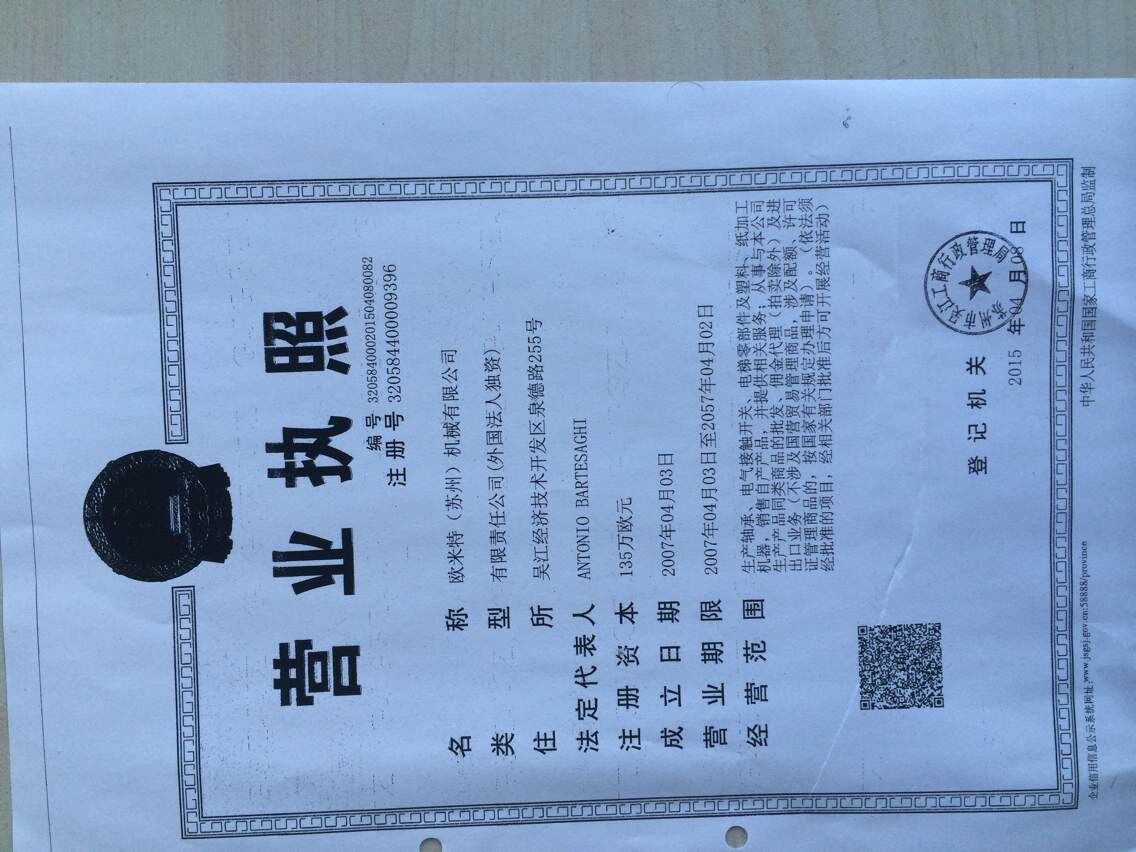 营业执照
编号 320584000201504080082
注册号 320584400009396
名称 欧米特（苏州）机械有限公司
类型 有限责任公司(外国法人独资)
住所 吴江经济技术开发区泉德路255号
法定代表人 ANTONIO BARTESAGHI
注册资本 135万欧元
成立日期 2007年04月03日
营业期限 2007年04月03日至2057年04月02日
经营范围 生产轴承、电气接触开关、电梯零部件及塑料、纸加工
机器，销售自产产品，并提供相关服务；从事与本公司
生产产品同类商品的批发、佣金代理（拍卖除外）及进
出口业务（不涉及国营贸易管理商品，涉及配额、许可
证管理商品的，按国家有关规定办理申请）。（依法须
经批准的项目，经相关部门批准后方可开展经营活动）
登记机关
苏州市吴江工商行政管理局
2015 年 04 月 08 日
企业信用信息公示系统网址：www.jsgsj.gov.cn:58888/province
中华人民共和国国家工商行政管理总局监制